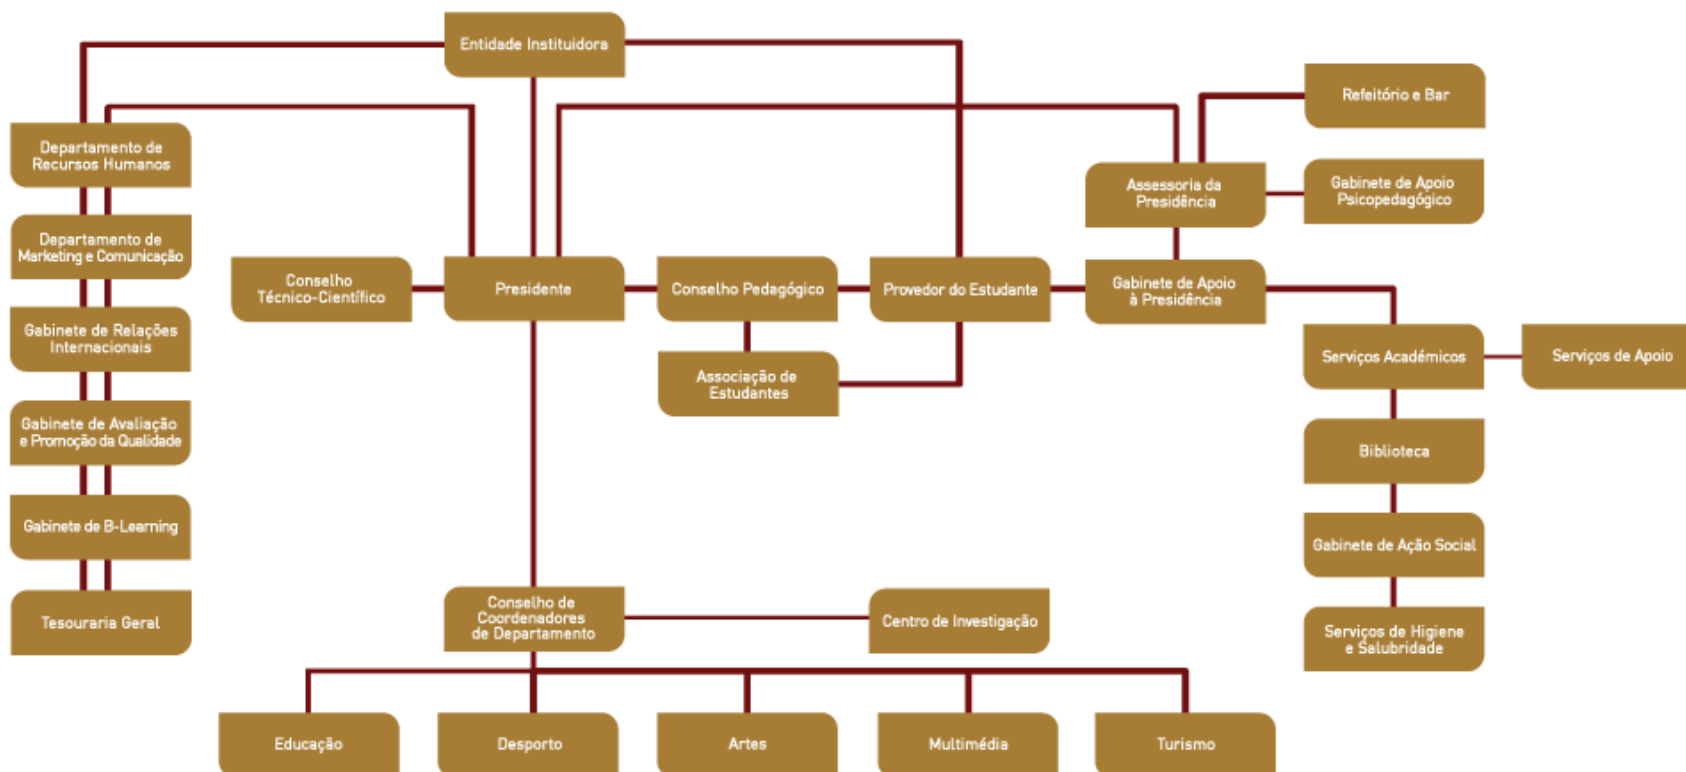 Entidade Instituidora
Refeitório e Bar
Departamento de
Recursos Humanos
Assessoria da
Presidência
Gabinete de Apoio
Psicopedagógico
Departamento de
Marketing e Comunicação
Conselho
Técnico-Científico
Presidente
Conselho Pedagógico
Provedor do Estudante
Gabinete de Apoio
à Presidência
Gabinete de Relações
Internacionais
Serviços Académicos
Serviços de Apoio
Associação de
Estudantes
Gabinete de Avaliação
e Promoção da Qualidade
Biblioteca
Gabinete de B-Learning
Gabinete de Ação Social
Tesouraria Geral
Conselho de
Coordenadores
de Departamento
Centro de Investigação
Serviços de Higiene
e Salubridade
Educação
Desporto
Artes
Multimédia
Turismo